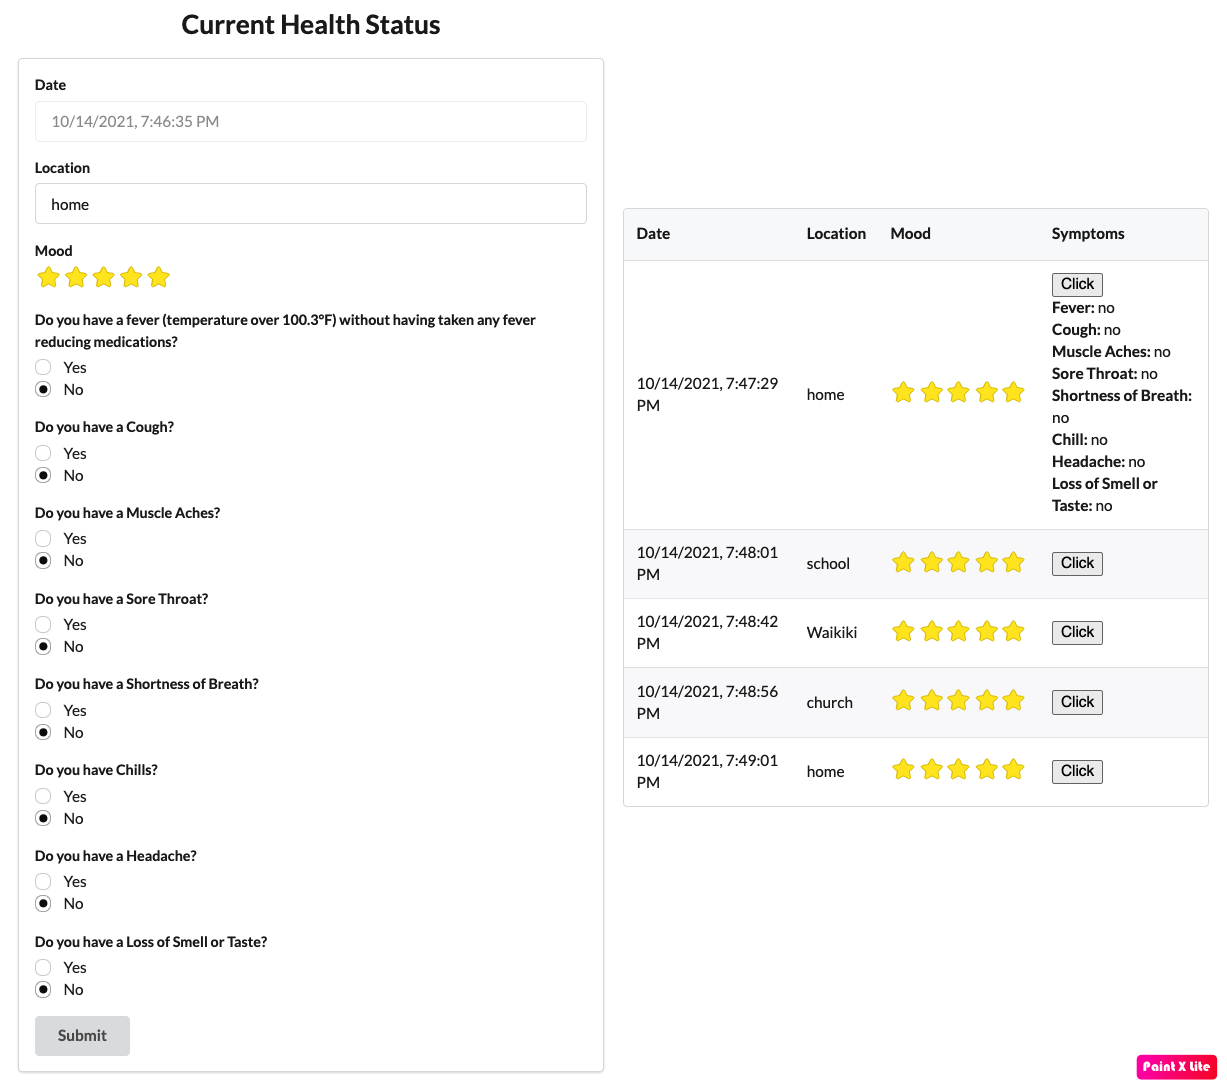 Current Health Status
Date
10/14/2021, 7:46:35 PM
Location
home
Mood
Do you have a fever (temperature over 100.3°F) without having taken any fever
reducing medications?
Yes
No
Do you have a Cough?
Yes
No
Do you have a Muscle Aches?
Yes
No
Do you have a Sore Throat?
Yes
No
Do you have a Shortness of Breath?
Yes
No
Do you have Chills?
Yes
No
Do you have a Headache?
Yes
No
Do you have a Loss of Smell or Taste?
Yes
No
Submit
Date Location Mood Symptoms
Click
Fever: no
Cough: no
Muscle Aches: no
Sore Throat: no
10/14/2021, 7:47:29
PM
home
Shortness of Breath:
no
Chill: no
Headache: no
Loss of Smell or
Taste: no
10/14/2021, 7:48:01
PM
school
Click
10/14/2021, 7:48:42
PM
Waikiki
Click
10/14/2021, 7:48:56
PM
church
Click
10/14/2021, 7:49:01
PM
home
Click
Paint X Lite